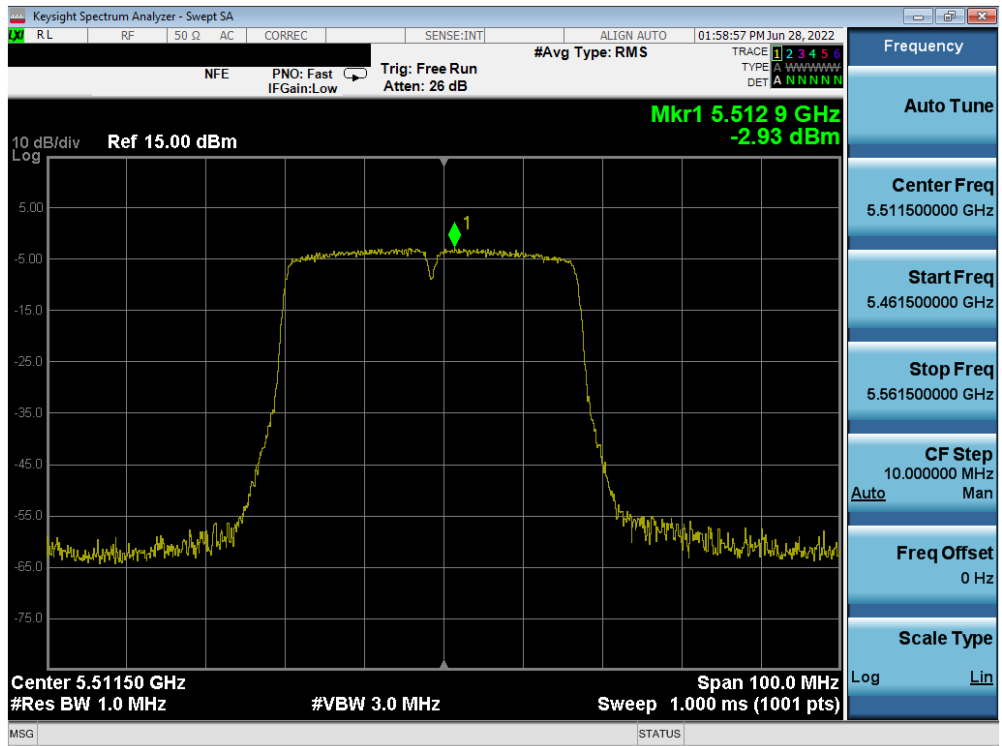 Keysight Spectrum Analyzer - Swept SA
LXI RL RF 50 Ω AC CORREC SENSE:INT ALIGN AUTO 01:58:57 PM Jun 28, 2022
NFE PNO: Fast IFGain:Low Trig: Free Run Atten: 26 dB #Avg Type: RMS
TRACE 1 2 3 4 5 6
TYPE A WWWWW
DET A N N N N N
Mkr1 5.512 9 GHz
-2.93 dBm
10 dB/div Ref 15.00 dBm
Log
1
5.00
-5.00
-15.0
-25.0
-35.0
-45.0
-55.0
-65.0
-75.0
Center 5.51150 GHz Span 100.0 MHz
#Res BW 1.0 MHz #VBW 3.0 MHz Sweep 1.000 ms (1001 pts)
MSG STATUS
Frequency
Auto Tune
Center Freq
5.511500000 GHz
Start Freq
5.461500000 GHz
Stop Freq
5.561500000 GHz
CF Step
10.000000 MHz
Auto Man
Freq Offset
0 Hz
Scale Type
Log Lin